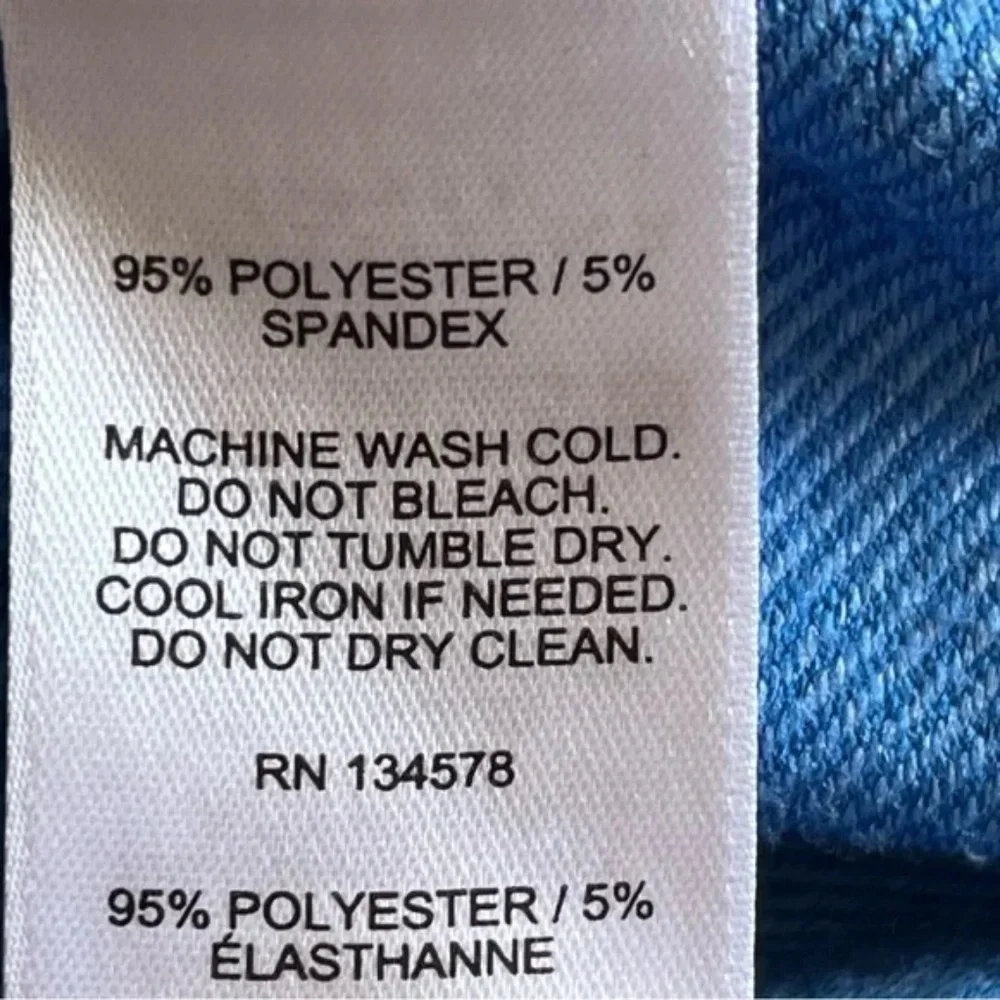 95% POLYESTER / 5%
SPANDEX
MACHINE WASH COLD.
DO NOT BLEACH.
DO NOT TUMBLE DRY.
COOL IRON IF NEEDED.
DO NOT DRY CLEAN.
RN 134578
95% POLYESTER / 5%
ÉLASTHANNE